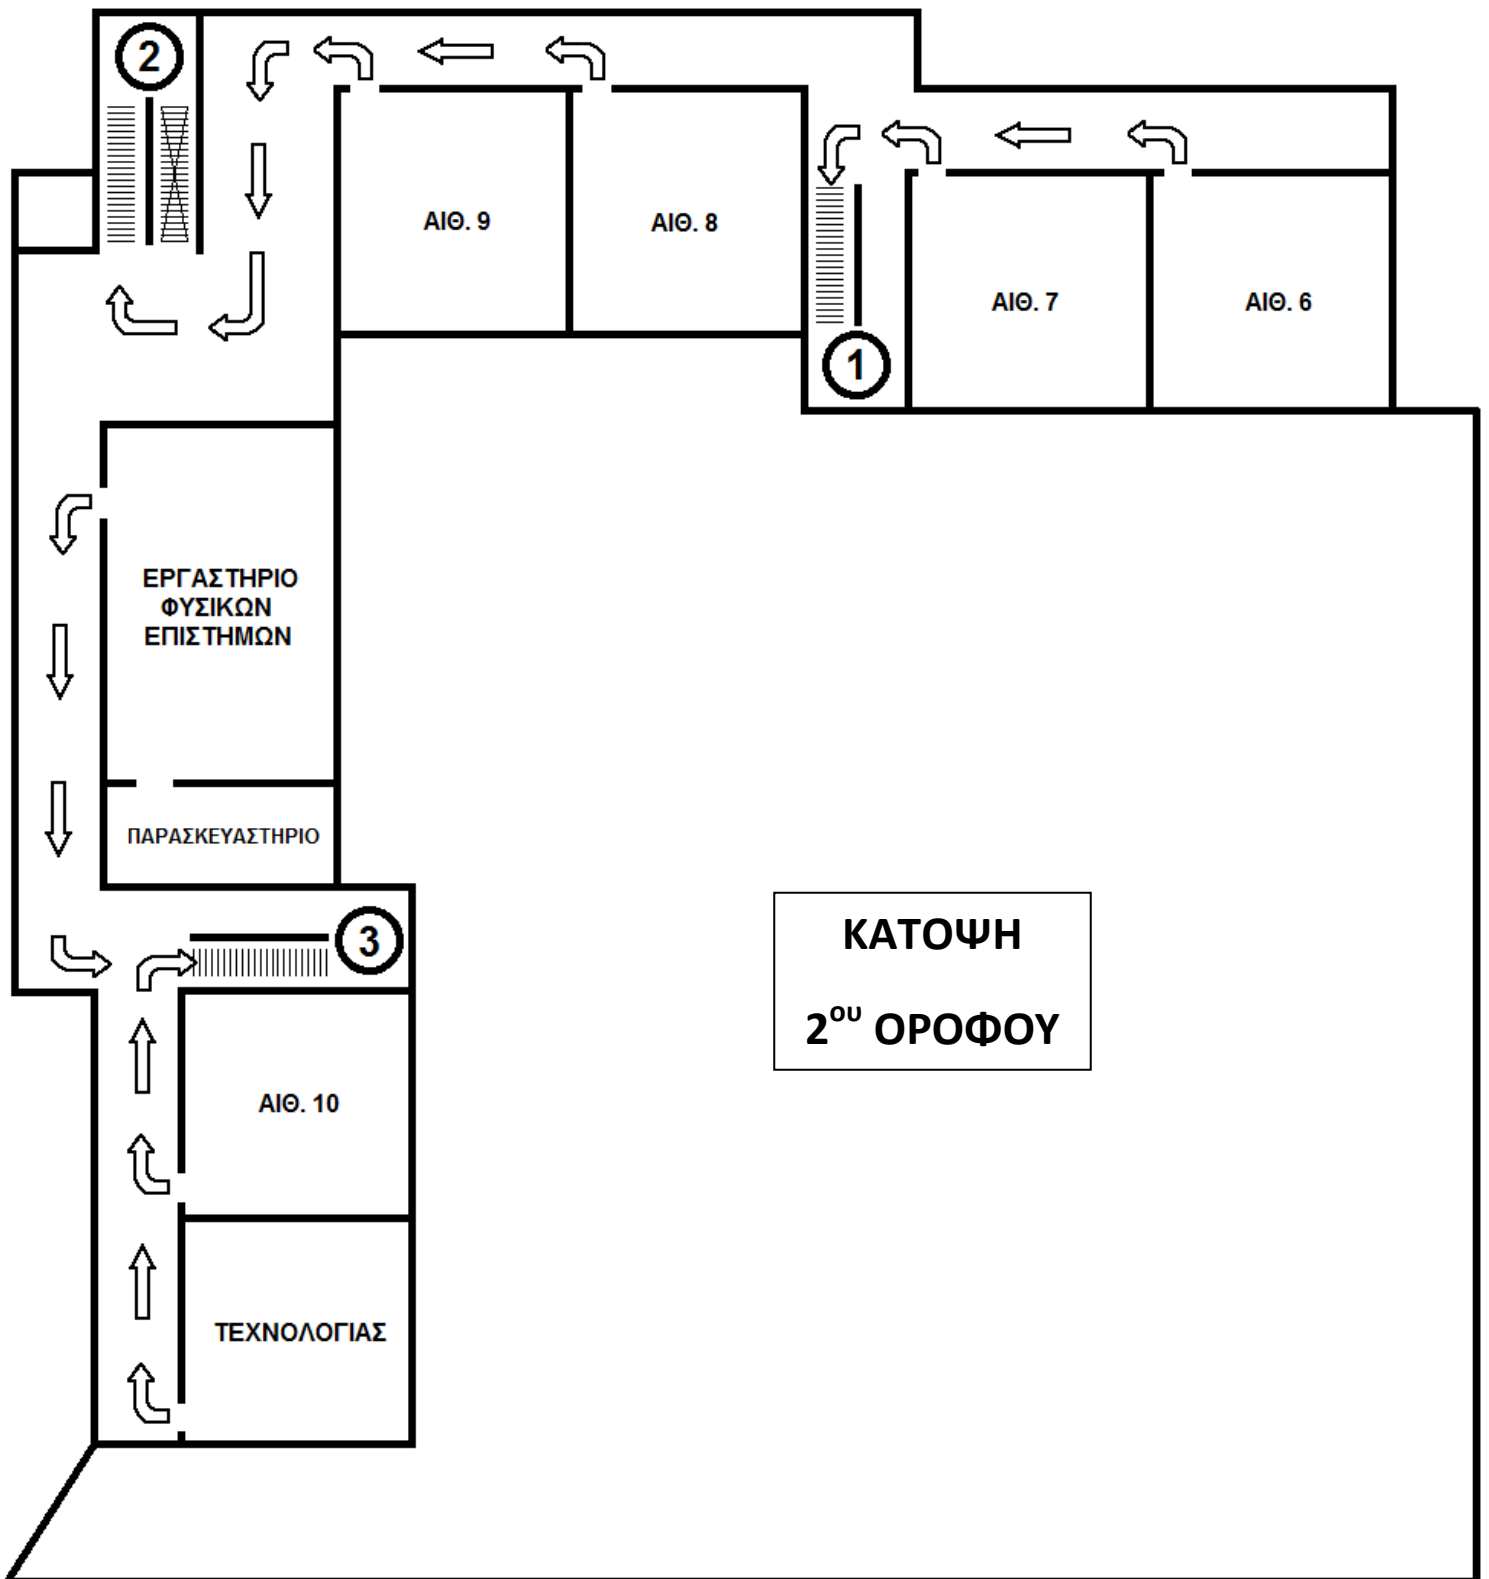 2
ΑΙΘ. 9
ΑΙΘ. 8
1
ΑΙΘ. 7
ΑΙΘ. 6
ΕΡΓΑΣΤΗΡΙΟ
ΦΥΣΙΚΩΝ
ΕΠΙΣΤΗΜΩΝ
ΠΑΡΑΣΚΕΥΑΣΤΗΡΙΟ
3
ΚΑΤΟΨΗ
2ου ΟΡΟΦΟΥ
ΑΙΘ. 10
ΤΕΧΝΟΛΟΓΙΑΣ